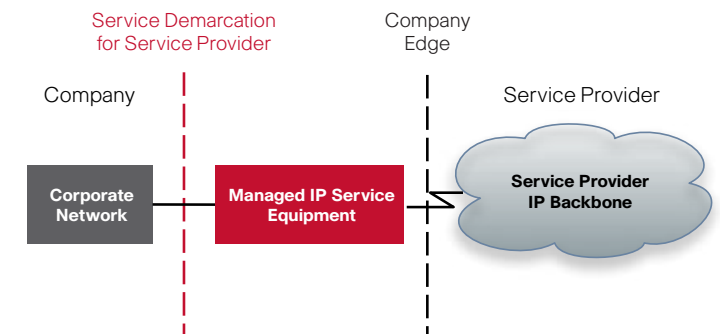 Service Demarcation
for Service Provider
Company
Edge
Company
Service Provider
Corporate
Network
Managed IP Service
Equipment
Service Provider
IP Backbone